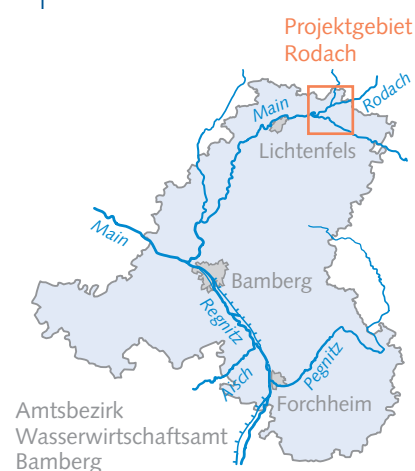 Projektgebiet
Rodach
Rodach
Main
Lichtenfels
Main
Bamberg
Regnitz
Pegnitz
Aisch
Forchheim
Amtsbezirk
Wasserwirtschaftsamt
Bamberg